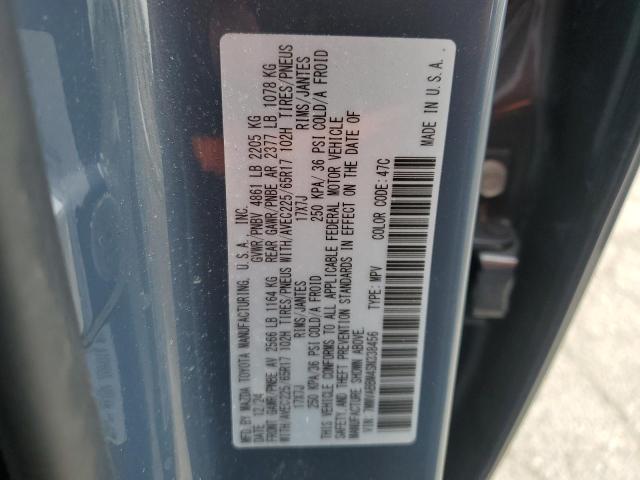 MFD.BY MAZDA TOYOTA MANUFACTURING, U.S.A.,INC.
DATE 12/24 GVWR/PNBV 4861 LB 2205 KG
FRONT GAWR/PNBE AV 2566 LB 1164 KG REAR GAWR/PNBE AR 2377 LB 1078 KG
WITH/AVEC225/65R17 102H TIRES/PNEUS WITH/AVEC225/65R17 102H TIRES/PNEUS
17X7J RIMS/JANTES 17X7J RIMS/JANTES
250 KPA/36 PSI COLD/A FROID 250 KPA/36 PSI COLD/A FROID
THIS VEHICLE CONFORMS TO ALL APPLICABLE FEDERAL MOTOR VEHICLE
SAFETY, AND THEFT PREVENTION STANDARDS IN EFFECT ON THE DATE OF
MANUFACTURE SHOWN ABOVE.
VIN: 7MMVABBM4SN338456 TYPE: MPV COLOR CODE: 47C
MADE IN U.S.A.